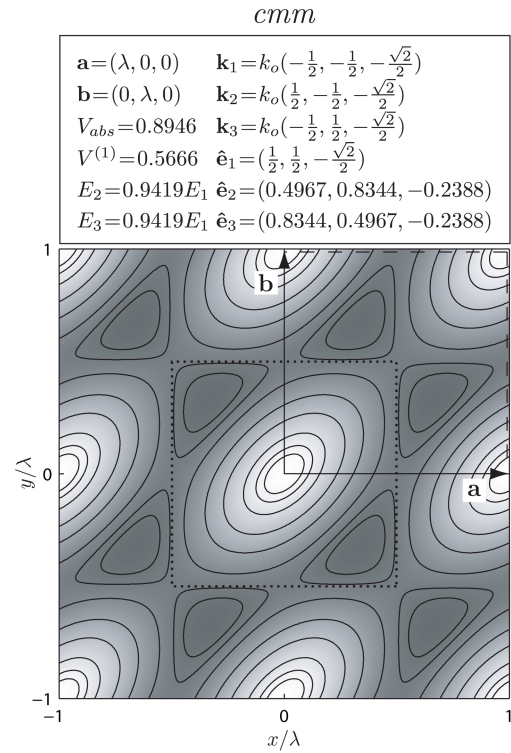 cmm
a=(λ, 0, 0) k₁=kₒ(−1/2, −1/2, −√2/2)
b=(0, λ, 0) k₂=kₒ(1/2, −1/2, −√2/2)
V_abs=0.8946 k₃=kₒ(−1/2, 1/2, −√2/2)
V⁽¹⁾=0.5666 ê₁=(1/2, 1/2, −√2/2)
E₂=0.9419E₁ ê₂=(0.4967, 0.8344, −0.2388)
E₃=0.9419E₁ ê₃=(0.8344, 0.4967, −0.2388)
1
b
y/λ
0
a
−1
−1 0 1
x/λ